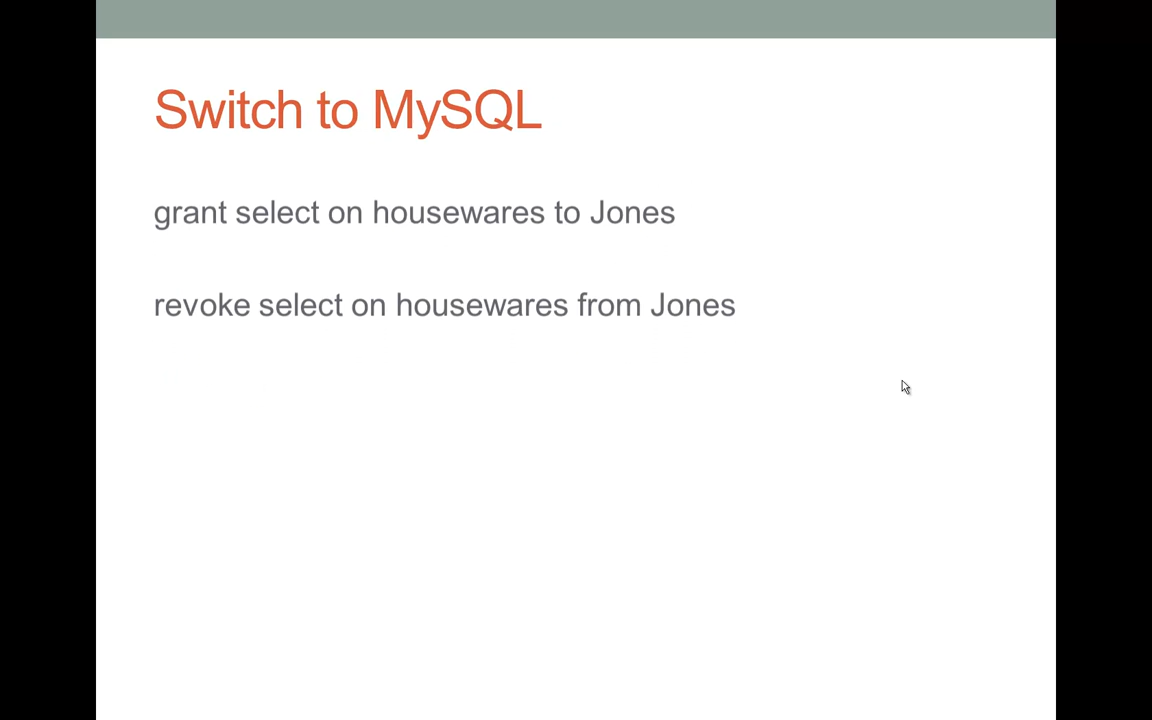 Switch to MySQL
grant select on housewares to Jones
revoke select on housewares from Jones